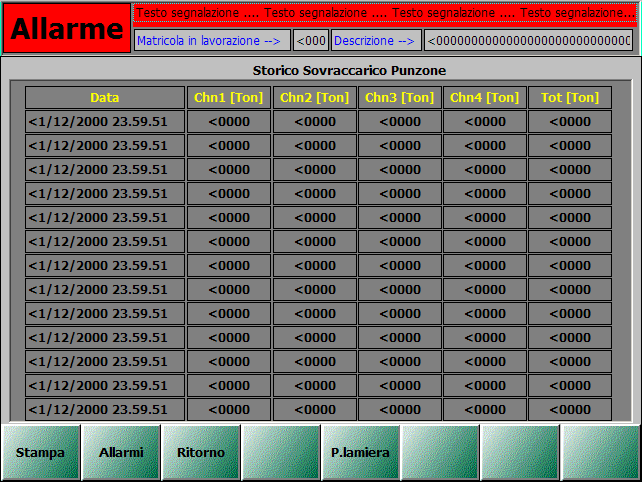 Allarme
Testo segnalazione .... Testo segnalazione .... Testo segnalazione .... Testo segnalazione...
Matricola in lavorazione --> <000 Descrizione --> <0000000000000000000000000000
Storico Sovraccarico Punzone
Data Chn1 [Ton] Chn2 [Ton] Chn3 [Ton] Chn4 [Ton] Tot [Ton]
<1/12/2000 23.59.51 <0000 <0000 <0000 <0000 <0000
<1/12/2000 23.59.51 <0000 <0000 <0000 <0000 <0000
<1/12/2000 23.59.51 <0000 <0000 <0000 <0000 <0000
<1/12/2000 23.59.51 <0000 <0000 <0000 <0000 <0000
<1/12/2000 23.59.51 <0000 <0000 <0000 <0000 <0000
<1/12/2000 23.59.51 <0000 <0000 <0000 <0000 <0000
<1/12/2000 23.59.51 <0000 <0000 <0000 <0000 <0000
<1/12/2000 23.59.51 <0000 <0000 <0000 <0000 <0000
<1/12/2000 23.59.51 <0000 <0000 <0000 <0000 <0000
<1/12/2000 23.59.51 <0000 <0000 <0000 <0000 <0000
<1/12/2000 23.59.51 <0000 <0000 <0000 <0000 <0000
<1/12/2000 23.59.51 <0000 <0000 <0000 <0000 <0000
<1/12/2000 23.59.51 <0000 <0000 <0000 <0000 <0000
Stampa Allarmi Ritorno P.lamiera